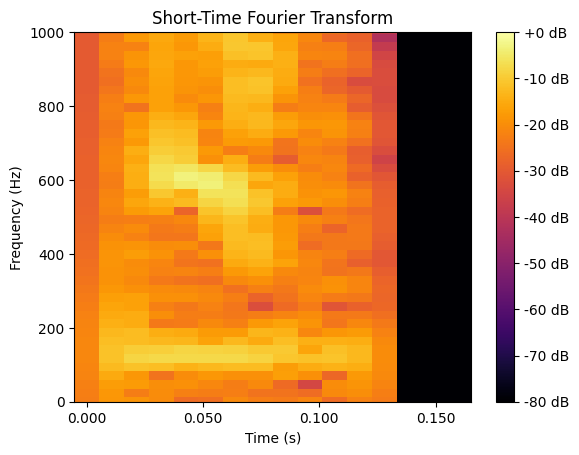 Short-Time Fourier Transform
1000
800
600
400
200
0
Frequency (Hz)
0.000
0.050
0.100
0.150
Time (s)
+0 dB
-10 dB
-20 dB
-30 dB
-40 dB
-50 dB
-60 dB
-70 dB
-80 dB